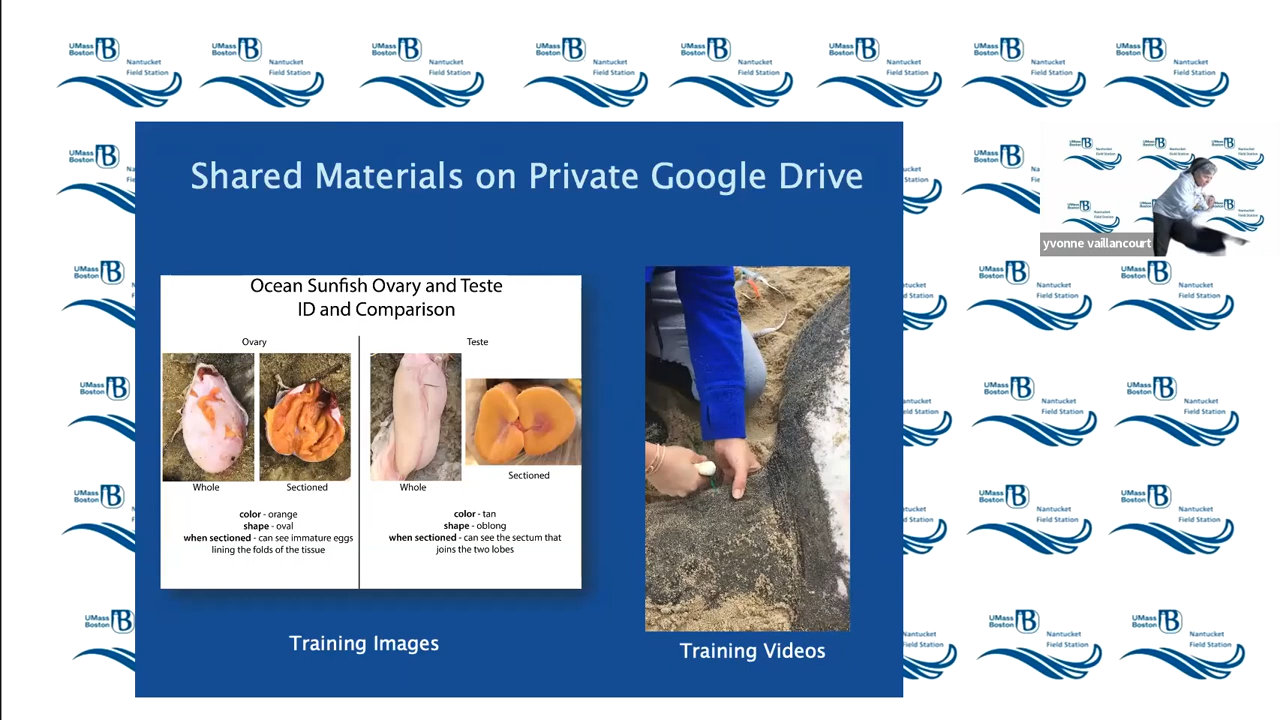 UMass Boston Nantucket Field Station
Shared Materials on Private Google Drive
Ocean Sunfish Ovary and Teste
ID and Comparison
Ovary
Teste
Whole
Sectioned
Whole
Sectioned
color - orange
shape - oval
when sectioned - can see immature eggs
lining the folds of the tissue
color - tan
shape - oblong
when sectioned - can see the sectum that
joins the two lobes
Training Images
Training Videos
yvonne vaillancourt